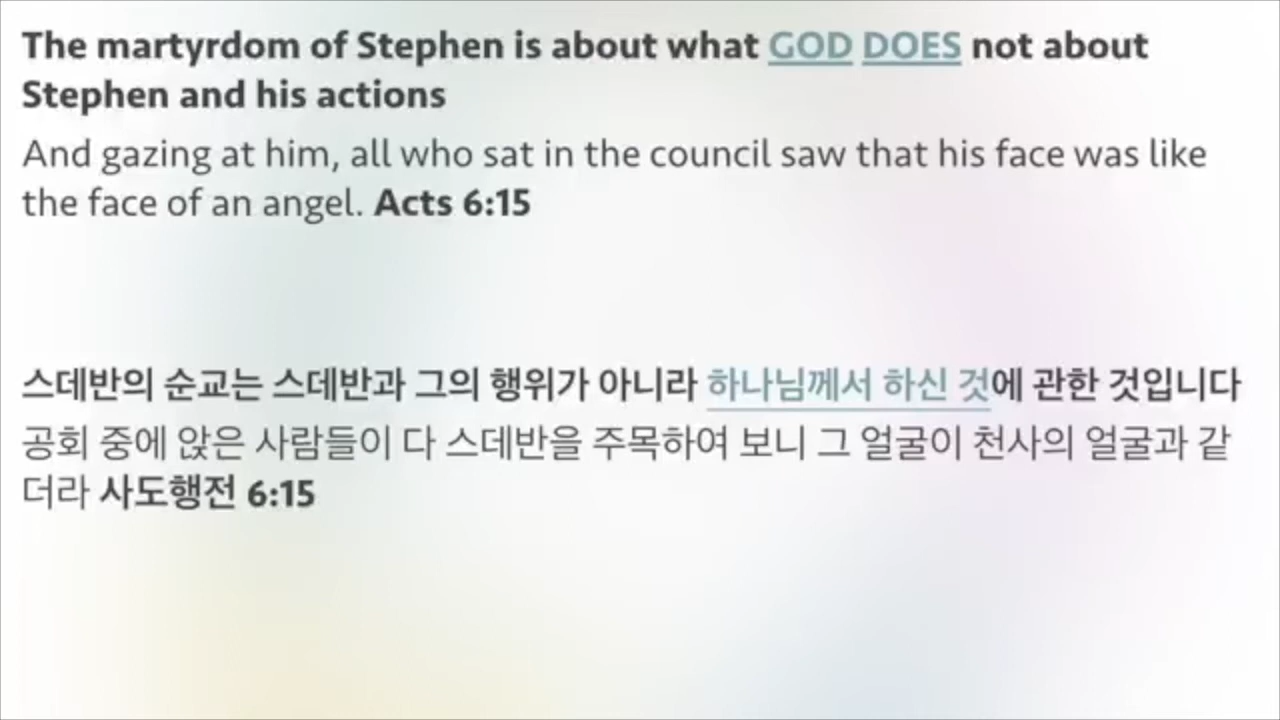 The martyrdom of Stephen is about what GOD DOES not about
Stephen and his actions
And gazing at him, all who sat in the council saw that his face was like
the face of an angel. Acts 6:15
스데반의 순교는 스데반과 그의 행위가 아니라 하나님께서 하신 것에 관한 것입니다
공회 중에 앉은 사람들이 다 스데반을 주목하여 보니 그 얼굴이 천사의 얼굴과 같
더라 사도행전 6:15